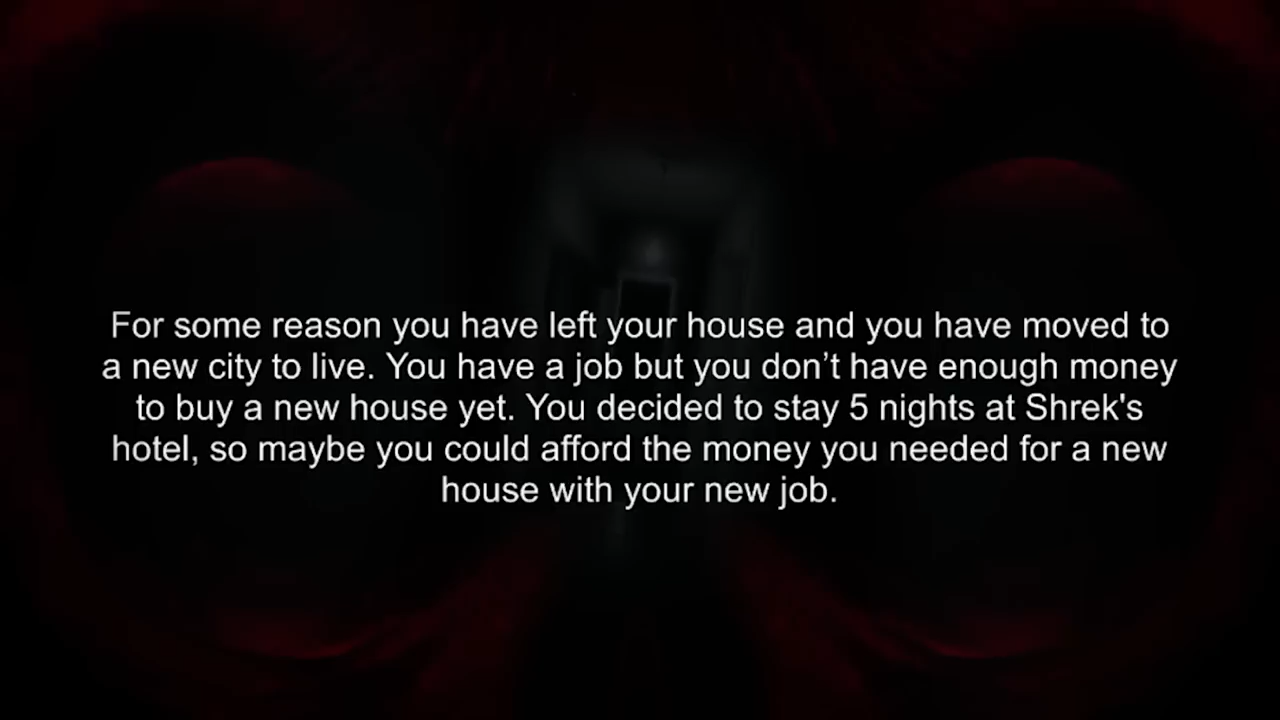 For some reason you have left your house and you have moved to
a new city to live. You have a job but you don’t have enough money
to buy a new house yet. You decided to stay 5 nights at Shrek's
hotel, so maybe you could afford the money you needed for a new
house with your new job.